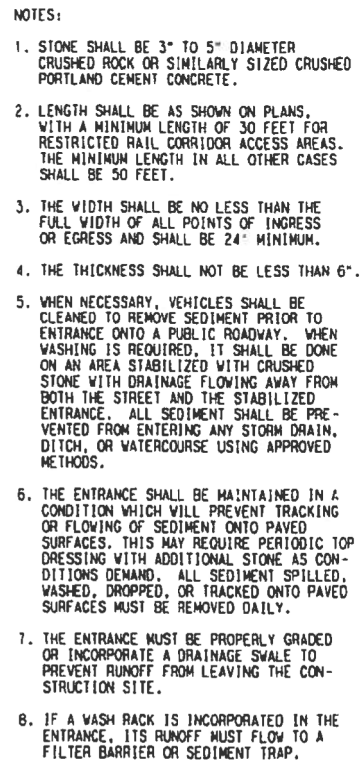 NOTES:
1. STONE SHALL BE 3" TO 5" DIAMETER
CRUSHED ROCK OR SIMILARLY SIZED CRUSHED
PORTLAND CEMENT CONCRETE.
2. LENGTH SHALL BE AS SHOWN ON PLANS,
WITH A MINIMUM LENGTH OF 30 FEET FOR
RESTRICTED RAIL CORRIDOR ACCESS AREAS.
THE MINIMUM LENGTH IN ALL OTHER CASES
SHALL BE 50 FEET.
3. THE WIDTH SHALL BE NO LESS THAN THE
FULL WIDTH OF ALL POINTS OF INGRESS
OR EGRESS AND SHALL BE 24" MINIMUM.
4. THE THICKNESS SHALL NOT BE LESS THAN 6".
5. WHEN NECESSARY, VEHICLES SHALL BE
CLEANED TO REMOVE SEDIMENT PRIOR TO
ENTRANCE ONTO A PUBLIC ROADWAY. WHEN
WASHING IS REQUIRED, IT SHALL BE DONE
ON AN AREA STABILIZED WITH CRUSHED
STONE WITH DRAINAGE FLOWING AWAY FROM
BOTH THE STREET AND THE STABILIZED
ENTRANCE. ALL SEDIMENT SHALL BE PRE-
VENTED FROM ENTERING ANY STORM DRAIN,
DITCH, OR WATERCOURSE USING APPROVED
METHODS.
6. THE ENTRANCE SHALL BE MAINTAINED IN A
CONDITION WHICH WILL PREVENT TRACKING
OR FLOWING OF SEDIMENT ONTO PAVED
SURFACES. THIS MAY REQUIRE PERIODIC TOP
DRESSING WITH ADDITIONAL STONE AS CON-
DITIONS DEMAND. ALL SEDIMENT SPILLED,
WASHED, DROPPED, OR TRACKED ONTO PAVED
SURFACES MUST BE REMOVED DAILY.
7. THE ENTRANCE MUST BE PROPERLY GRADED
OR INCORPORATE A DRAINAGE SWALE TO
PREVENT RUNOFF FROM LEAVING THE CON-
STRUCTION SITE.
8. IF A WASH RACK IS INCORPORATED IN THE
ENTRANCE, ITS RUNOFF MUST FLOW TO A
FILTER BARRIER OR SEDIMENT TRAP.